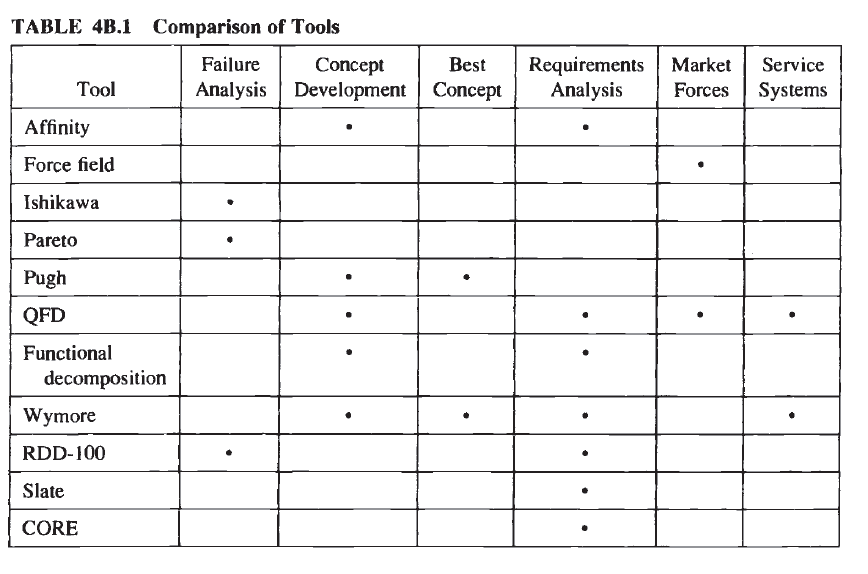 TABLE 4B.1 Comparison of Tools
Tool Failure Analysis Concept Development Best Concept Requirements Analysis Market Forces Service Systems
Affinity • •
Force field •
Ishikawa •
Pareto •
Pugh • •
QFD • • • •
Functional
decomposition • •
Wymore • • • •
RDD-100 • •
Slate •
CORE •